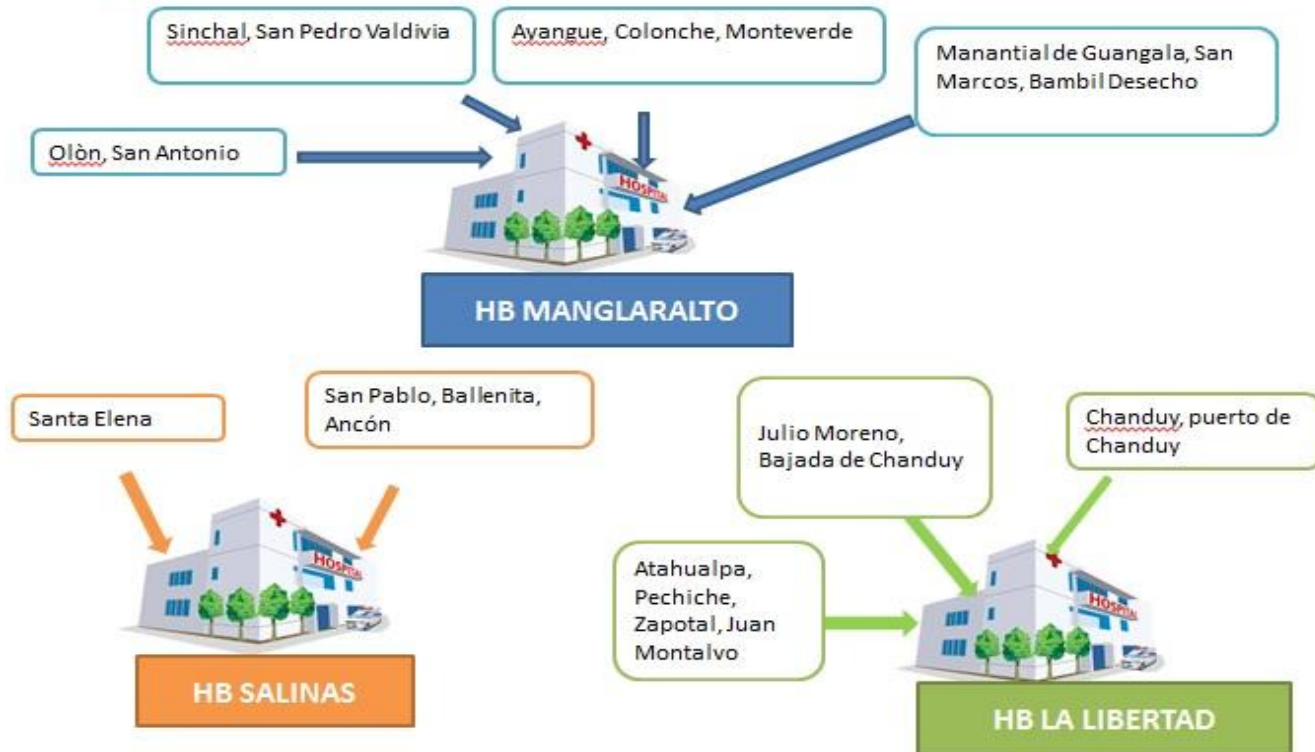 Sinchal, San Pedro Valdivia
Ayangue, Colonche, Monteverde
Manantial de Guangala, San
Marcos, Bambil Desecho
Olòn, San Antonio
HOSPITAL
HB MANGLARALTO
Santa Elena
San Pablo, Ballenita,
Ancón
HOSPITAL
HB SALINAS
Julio Moreno,
Bajada de Chanduy
Chanduy, puerto de
Chanduy
Atahualpa,
Pechiche,
Zapotal, Juan
Montalvo
HOSPITAL
HB LA LIBERTAD